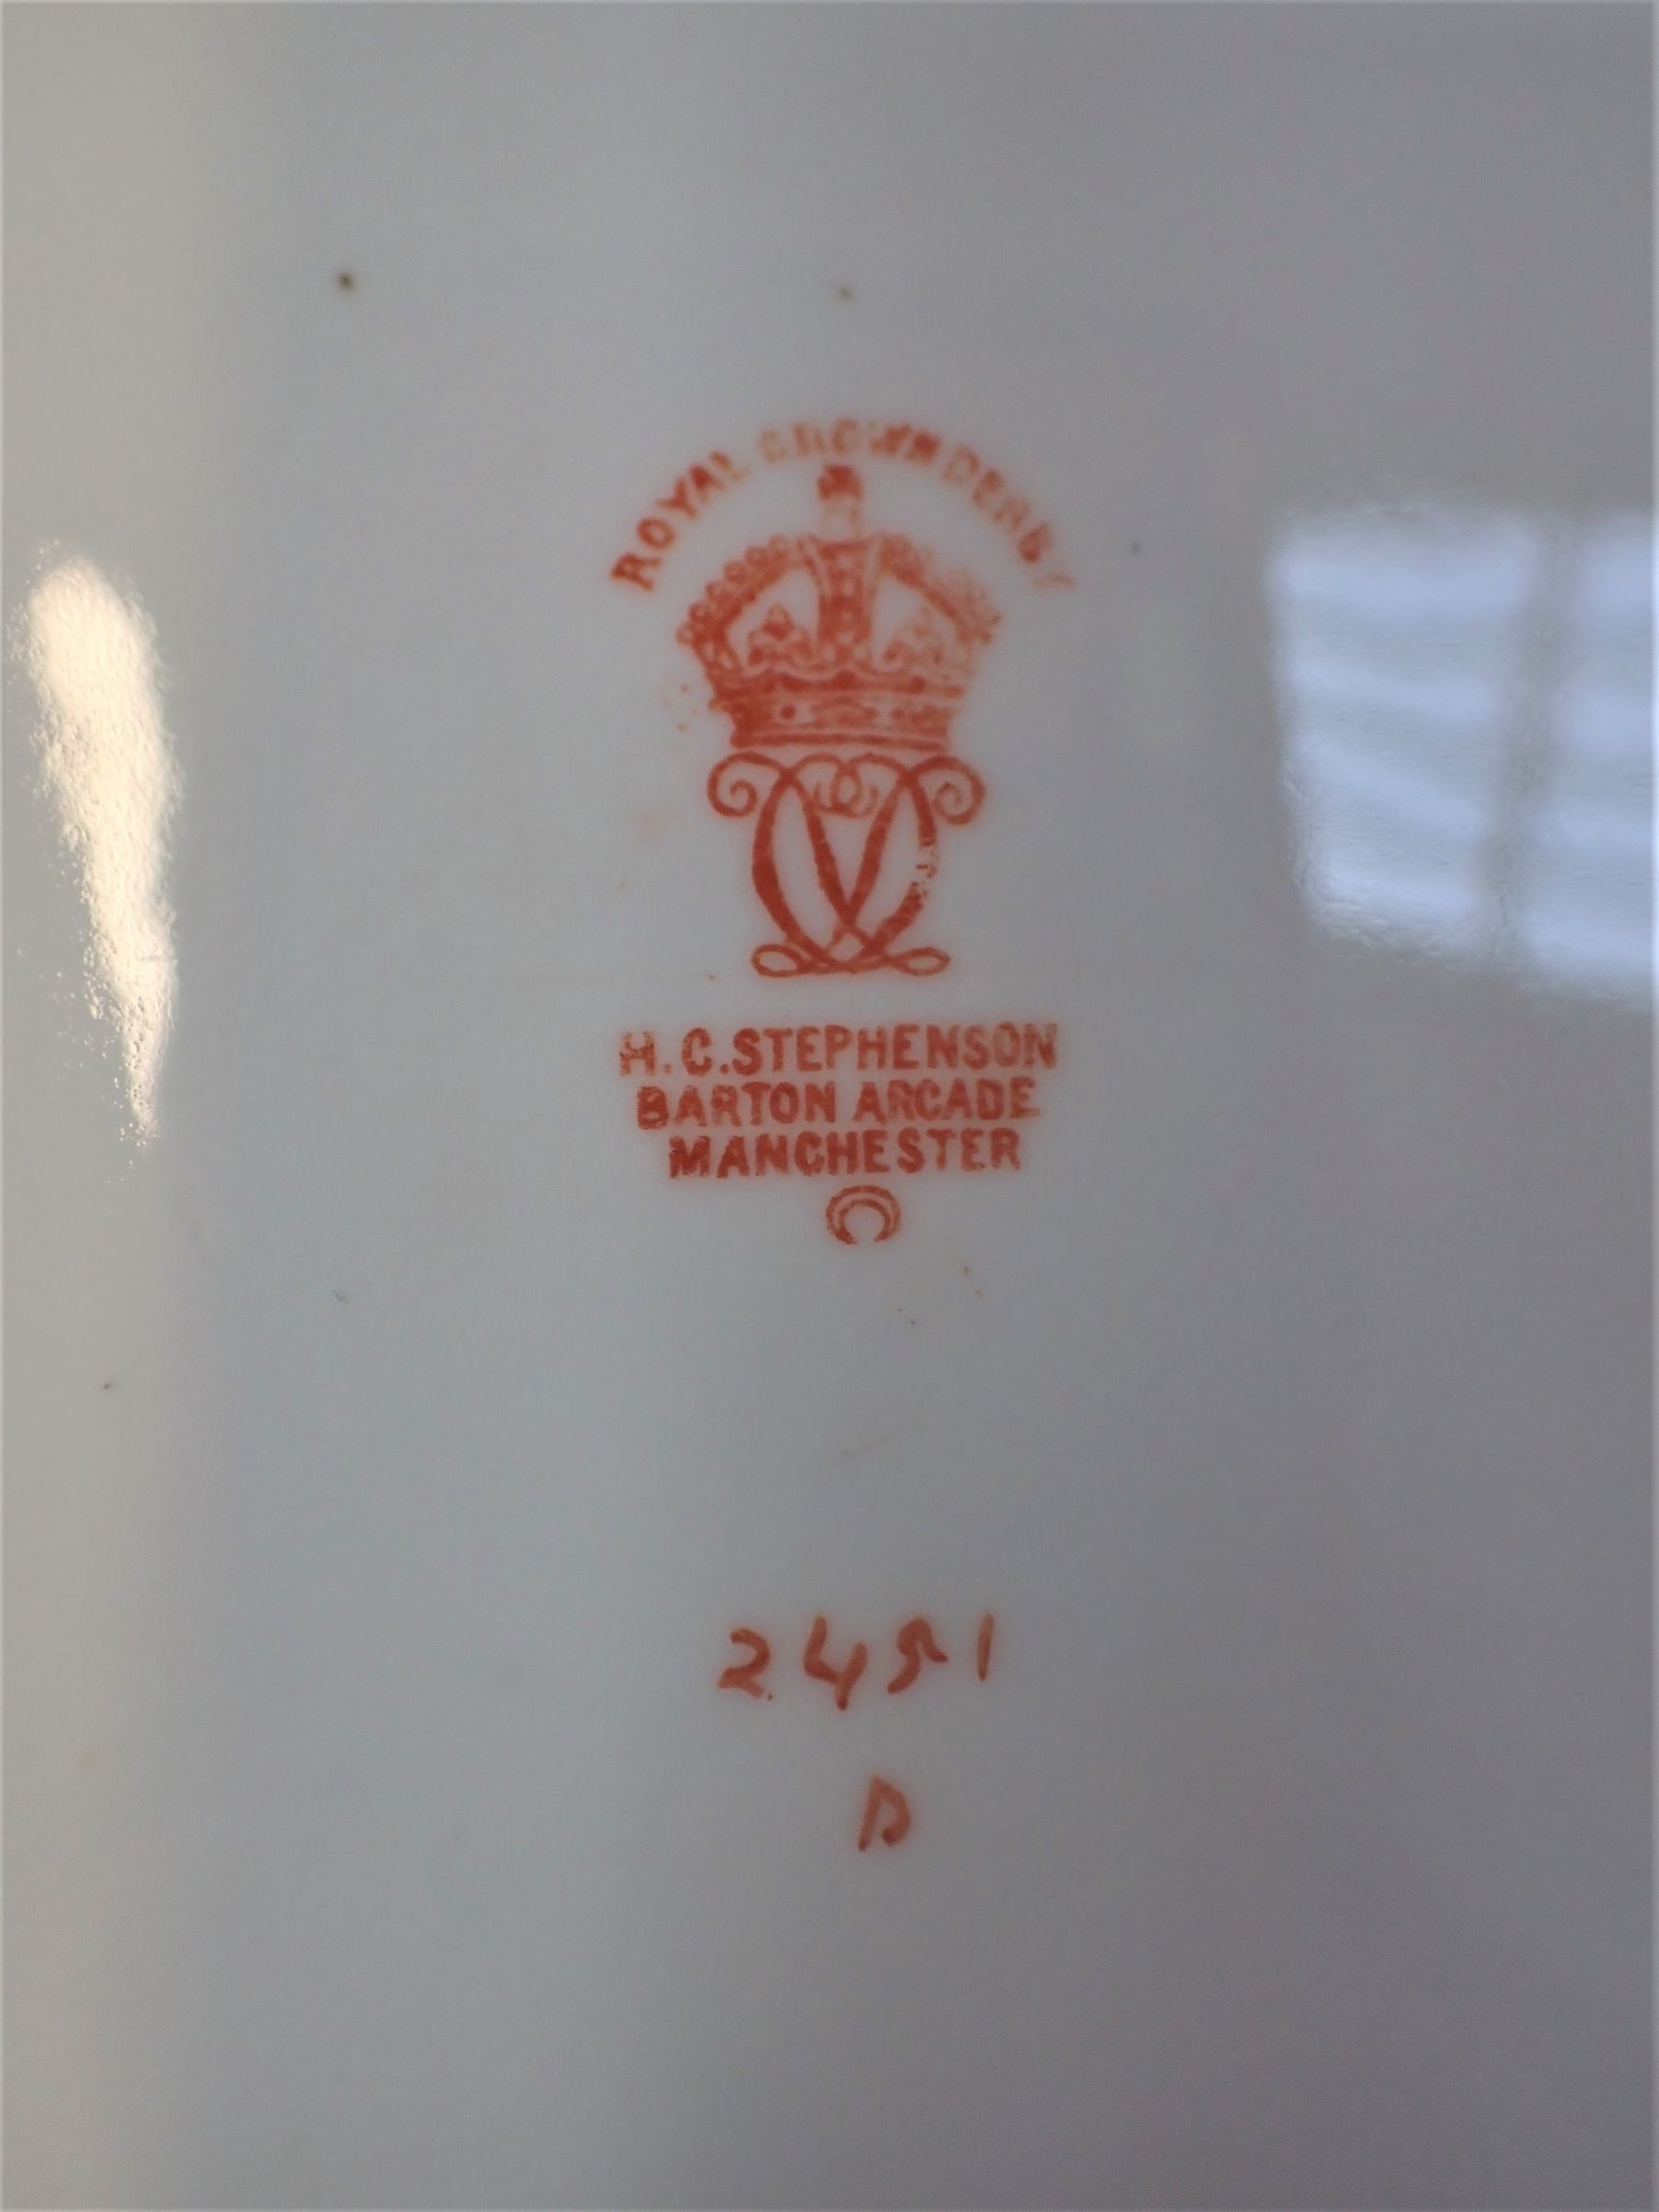 ROYAL CROWN DERBY
H. C. STEPHENSON
BARTON ARCADE
MANCHESTER
2451
D